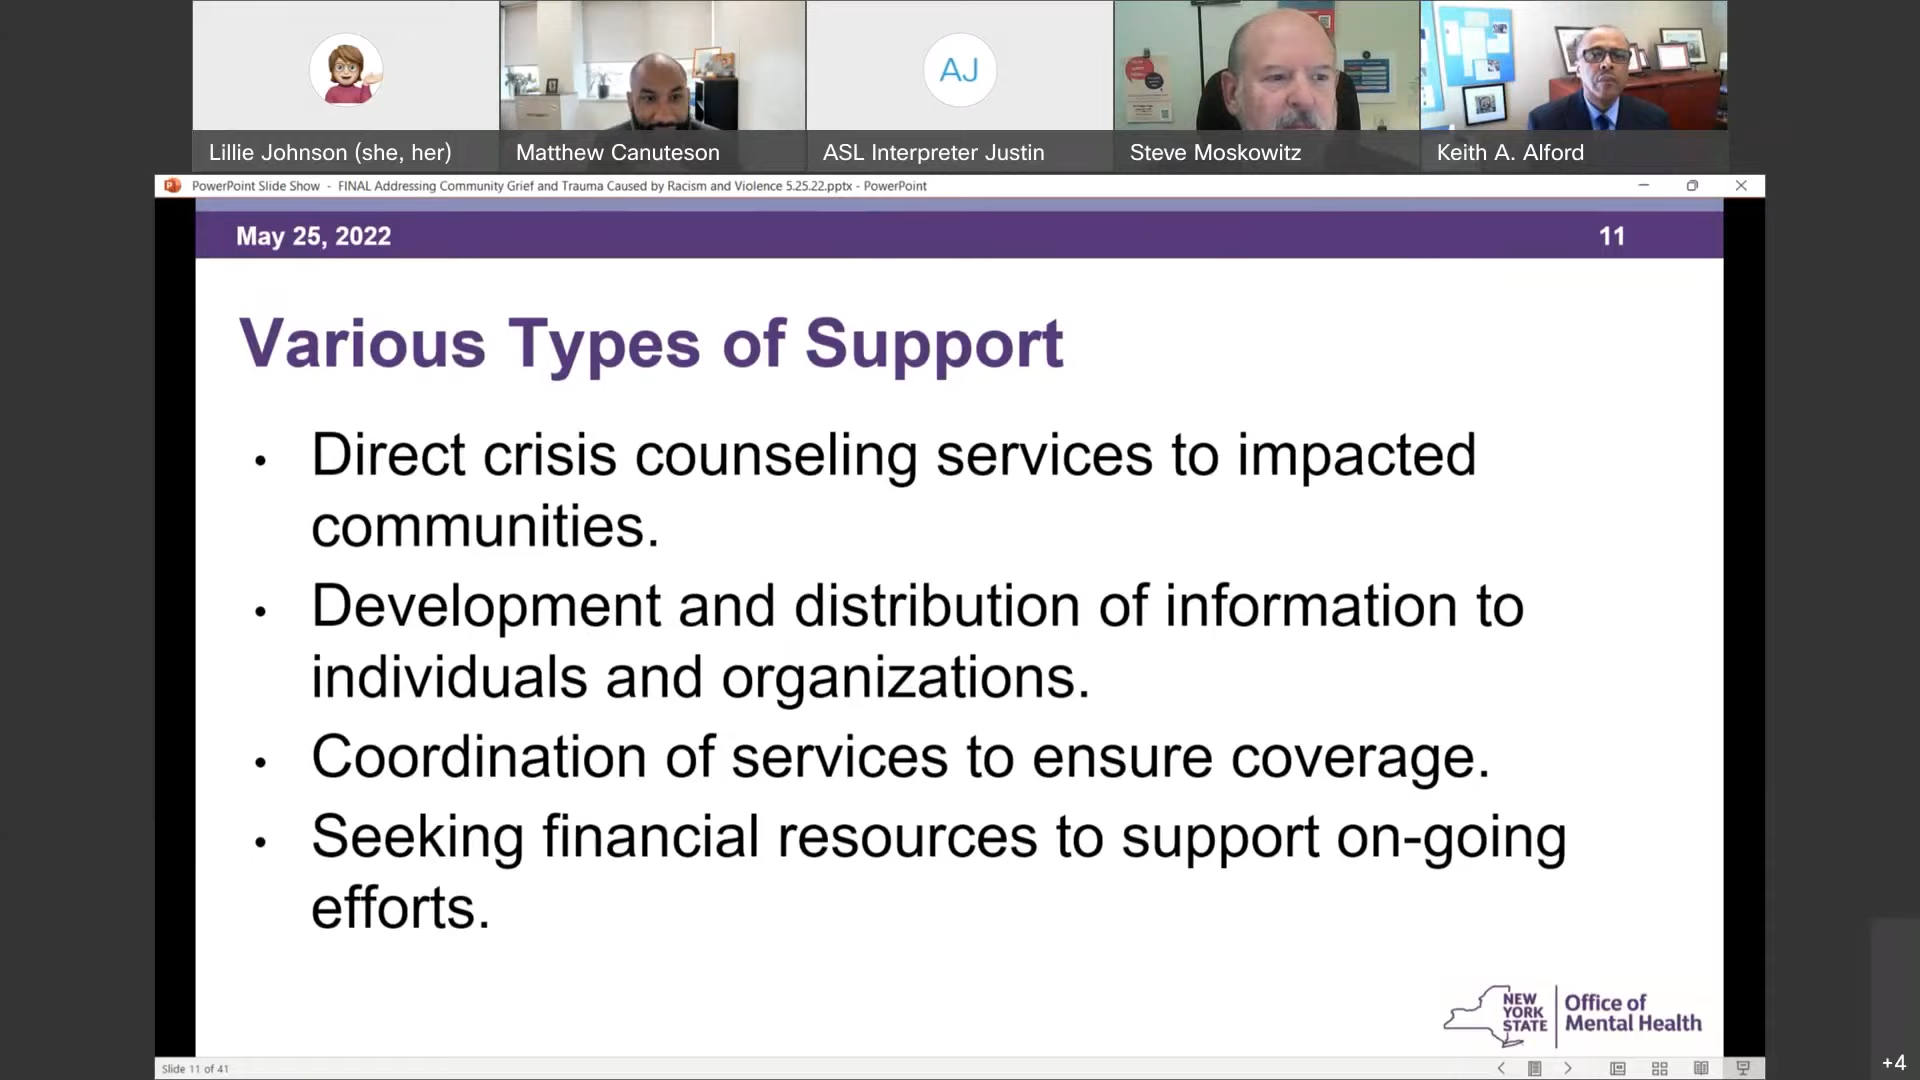 AJ
Lillie Johnson (she, her)
Matthew Canuteson
ASL Interpreter Justin
Steve Moskowitz
Keith A. Alford
PowerPoint Slide Show - FINAL Addressing Community Grief and Trauma Caused by Racism and Violence 5.25.22.pptx - PowerPoint
May 25, 2022
11
Various Types of Support
• Direct crisis counseling services to impacted
communities.
• Development and distribution of information to
individuals and organizations.
• Coordination of services to ensure coverage.
• Seeking financial resources to support on-going
efforts.
NEW
YORK
STATE
Office of
Mental Health
Slide 11 of 41
+4